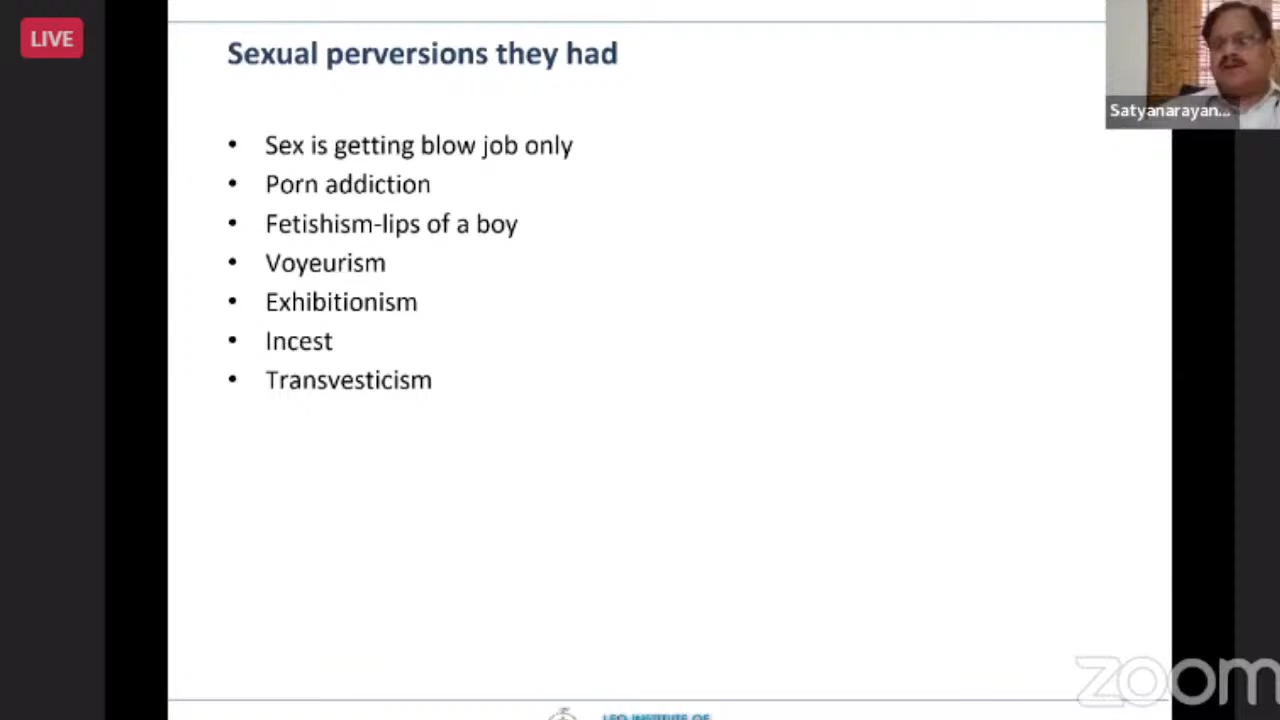 LIVE
Sexual perversions they had
Satyanarayan...
• Sex is getting blow job only
• Porn addiction
• Fetishism-lips of a boy
• Voyeurism
• Exhibitionism
• Incest
• Transvesticism
zoom